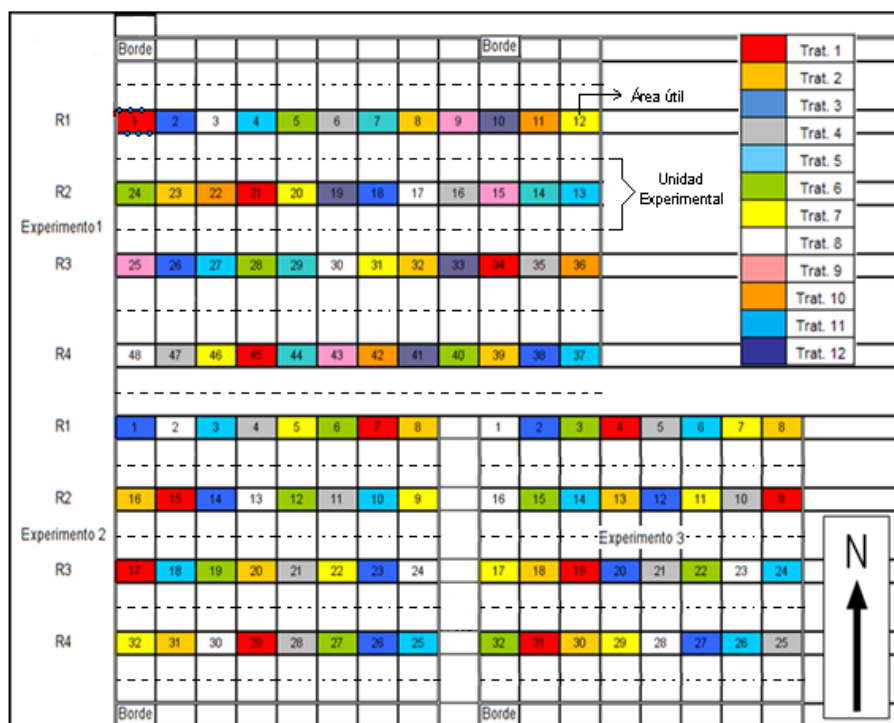 Borde Borde
R1 1 2 3 4 5 6 7 8 9 10 11 12
Área útil
R2 24 23 22 21 20 19 18 17 16 15 14 13
Unidad
Experimental
Experimento1
R3 25 26 27 28 29 30 31 32 33 34 35 36
R4 48 47 46 45 44 43 42 41 40 39 38 37
Trat. 1
Trat. 2
Trat. 3
Trat. 4
Trat. 5
Trat. 6
Trat. 7
Trat. 8
Trat. 9
Trat. 10
Trat. 11
Trat. 12
R1 1 2 3 4 5 6 7 8 1 2 3 4 5 6 7 8
R2 16 15 14 13 12 11 10 9 16 15 14 13 12 11 10 9
Experimento 2 Experimento 3
R3 17 18 19 20 21 22 23 24 17 18 19 20 21 22 23 24
R4 32 31 30 29 28 27 26 25 32 31 30 29 28 27 26 25
Borde Borde
N